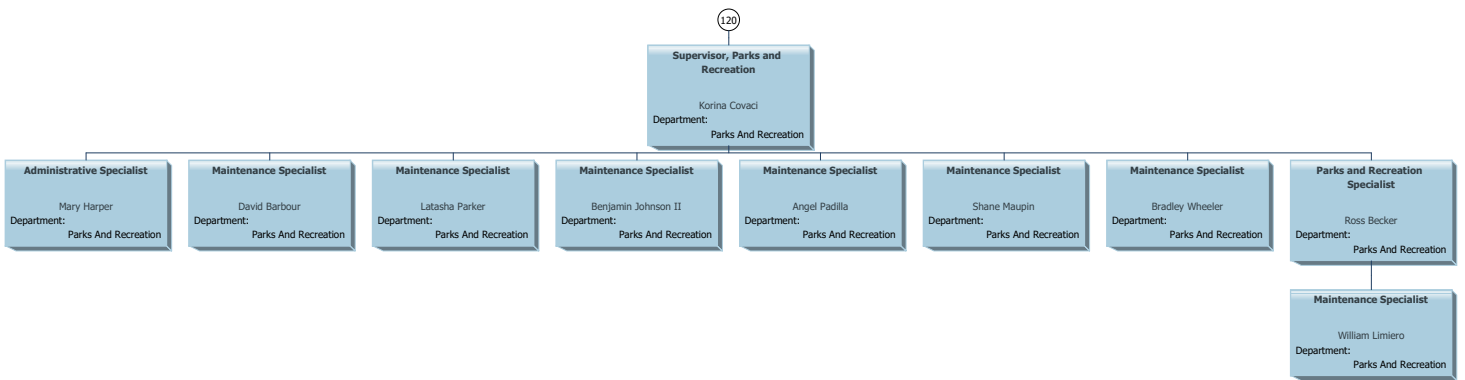 120
Supervisor, Parks and
Recreation
Korina Covaci
Department:
Parks And Recreation
Administrative Specialist
Mary Harper
Department:
Parks And Recreation
Maintenance Specialist
David Barbour
Department:
Parks And Recreation
Maintenance Specialist
Latasha Parker
Department:
Parks And Recreation
Maintenance Specialist
Benjamin Johnson II
Department:
Parks And Recreation
Maintenance Specialist
Angel Padilla
Department:
Parks And Recreation
Maintenance Specialist
Shane Maupin
Department:
Parks And Recreation
Maintenance Specialist
Bradley Wheeler
Department:
Parks And Recreation
Parks and Recreation
Specialist
Ross Becker
Department:
Parks And Recreation
Maintenance Specialist
William Limiero
Department:
Parks And Recreation